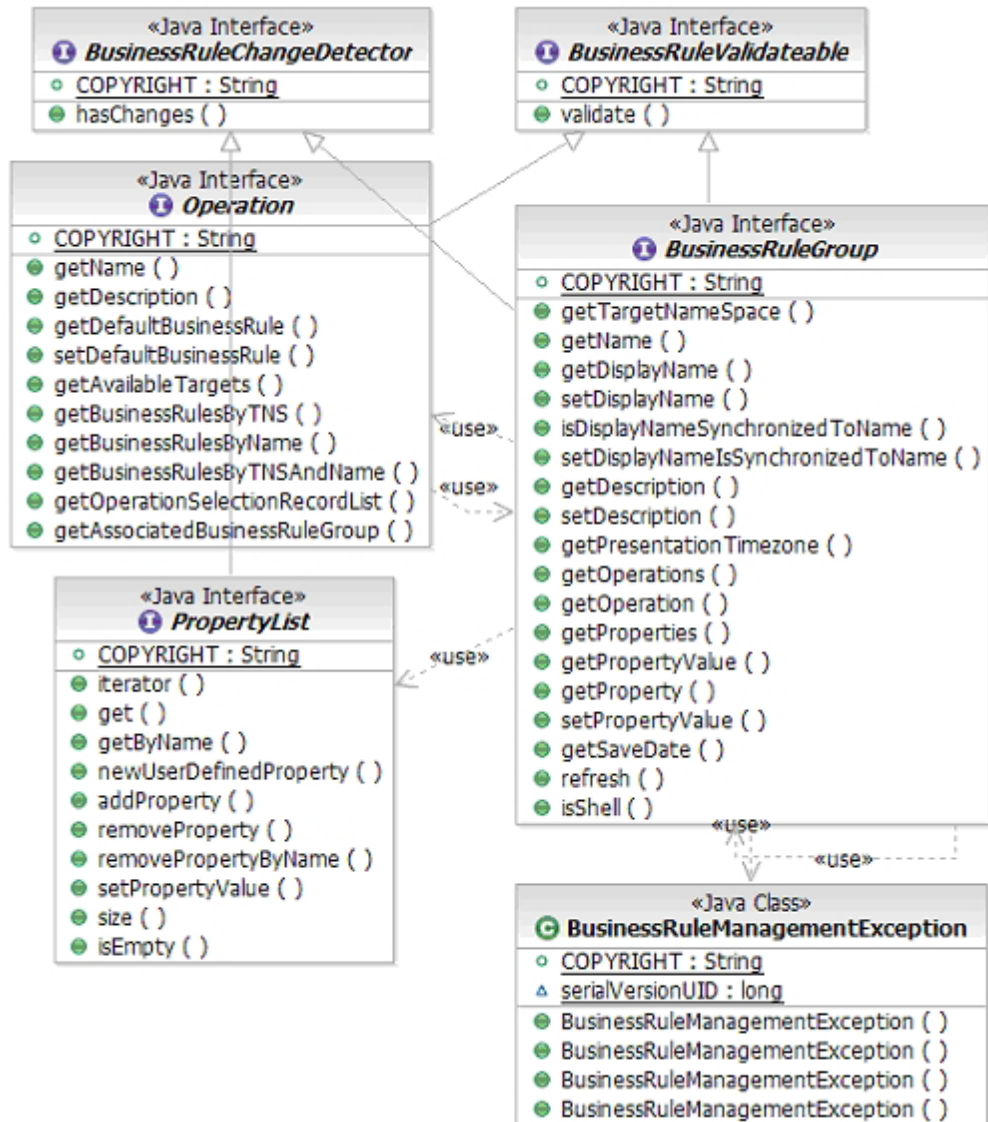 «Java Interface»
BusinessRuleChangeDetector
COPYRIGHT : String
hasChanges ( )
«Java Interface»
BusinessRuleValidateable
COPYRIGHT : String
validate ( )
«Java Interface»
Operation
COPYRIGHT : String
getName ( )
getDescription ( )
getDefaultBusinessRule ( )
setDefaultBusinessRule ( )
getAvailableTargets ( )
getBusinessRulesByTNS ( )
getBusinessRulesByName ( )
getBusinessRulesByTNSAndName ( )
getOperationSelectionRecordList ( )
getAssociatedBusinessRuleGroup ( )
«use»
«use»
«Java Interface»
BusinessRuleGroup
COPYRIGHT : String
getTargetNameSpace ( )
getName ( )
getDisplayName ( )
setDisplayName ( )
isDisplayNameSynchronizedToName ( )
setDisplayNameIsSynchronizedToName ( )
getDescription ( )
setDescription ( )
getPresentationTimezone ( )
getOperations ( )
getOperation ( )
getProperties ( )
getPropertyValue ( )
getProperty ( )
setPropertyValue ( )
getSaveDate ( )
refresh ( )
isShell ( )
«Java Interface»
PropertyList
COPYRIGHT : String
iterator ( )
get ( )
getByName ( )
newUserDefinedProperty ( )
addProperty ( )
removeProperty ( )
removePropertyByName ( )
setPropertyValue ( )
size ( )
isEmpty ( )
«use»
«use»
«use»
«Java Class»
BusinessRuleManagementException
COPYRIGHT : String
serialVersionUID : long
BusinessRuleManagementException ( )
BusinessRuleManagementException ( )
BusinessRuleManagementException ( )
BusinessRuleManagementException ( )